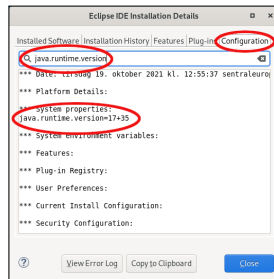 Eclipse IDE Installation Details
Installed Software Installation History Features Plug-ins Configuration
java.runtime.version
*** Date: tirsdag 19. oktober 2021 kl. 12:55:37 sentraleurop
*** Platform Details:
*** System properties:
java.runtime.version=17+35
*** System environment variables:
*** Features:
*** Plug-in Registry:
*** User Preferences:
*** Current Install Configuration:
*** Security Configuration:
View Error Log Copy to Clipboard Close